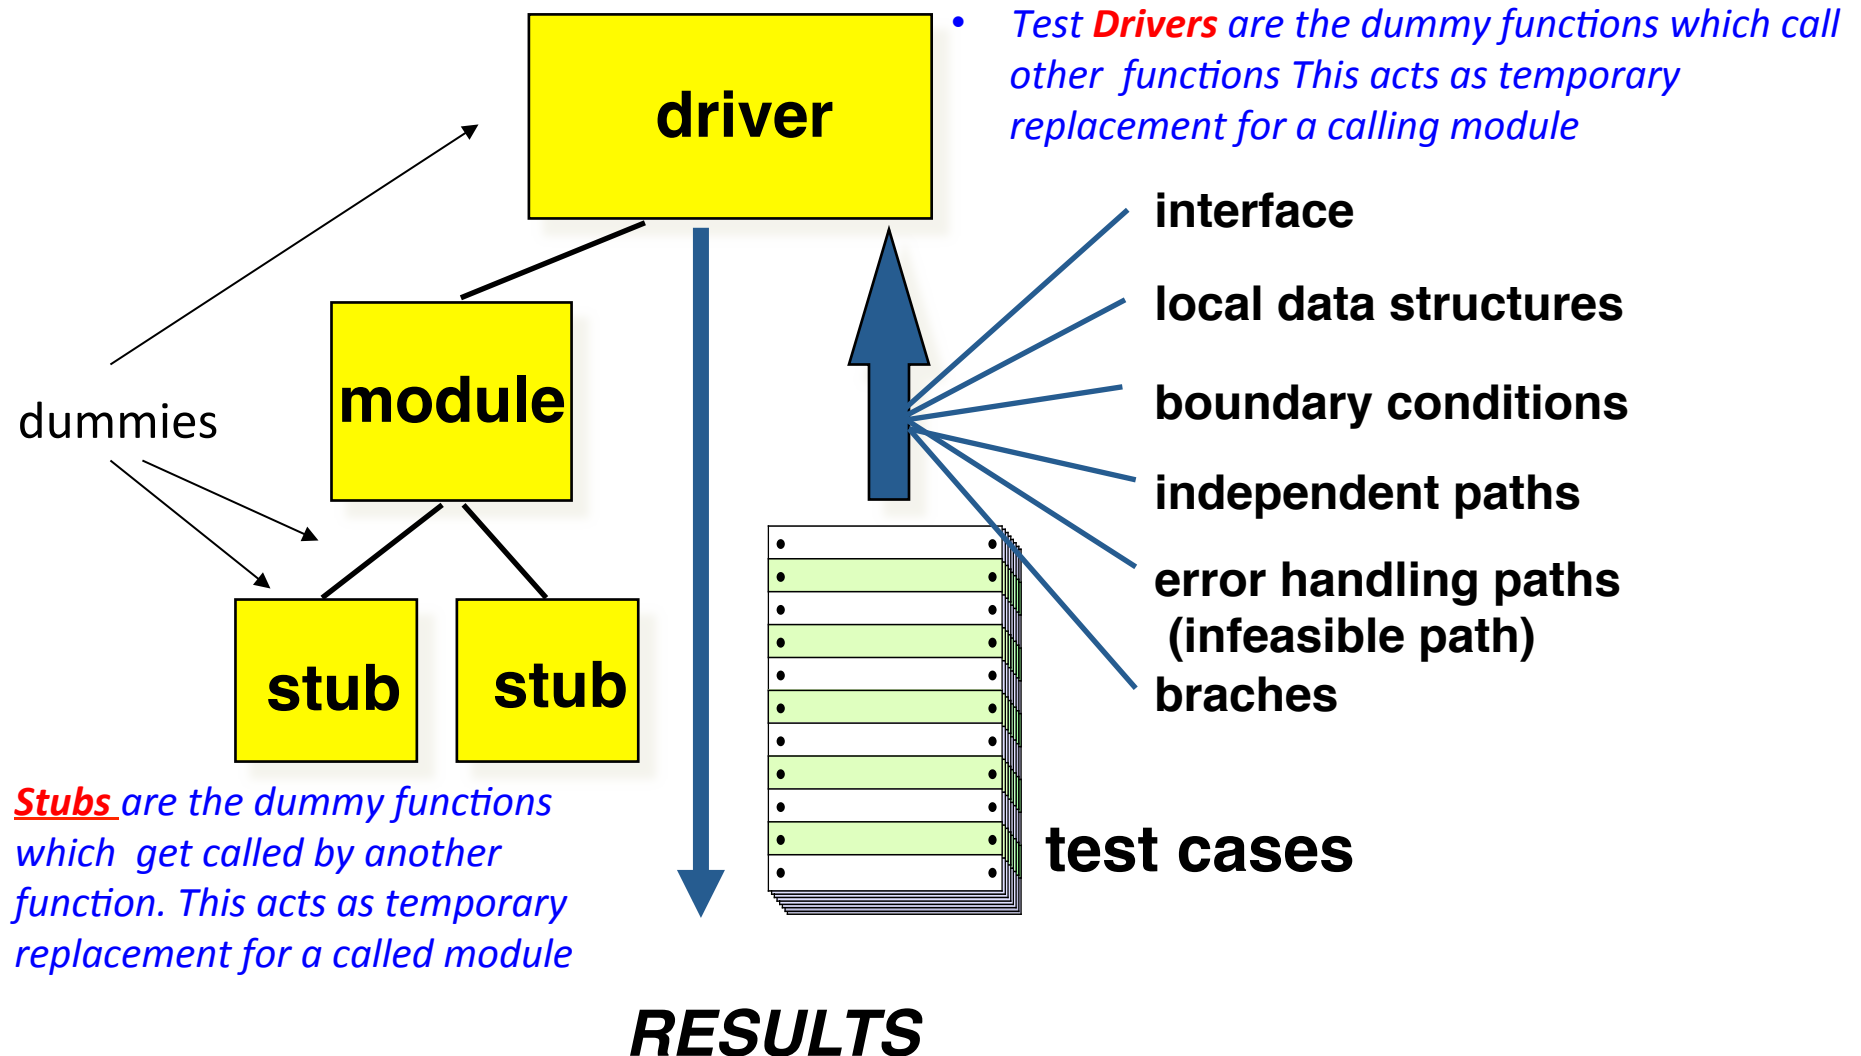 driver
• Test Drivers are the dummy functions which call
other functions This acts as temporary
replacement for a calling module
interface
local data structures
boundary conditions
independent paths
error handling paths
(infeasible path)
braches
module
dummies
stub
stub
Stubs are the dummy functions
which get called by another
function. This acts as temporary
replacement for a called module
test cases
RESULTS